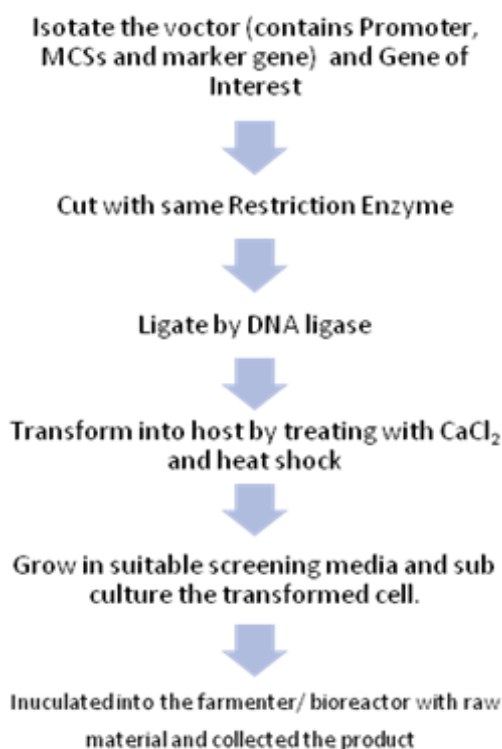 Isotate the voctor (contains Promoter,
MCSs and marker gene) and Gene of
Interest
Cut with same Restriction Enzyme
Ligate by DNA ligase
Transform into host by treating with CaCl₂
and heat shock
Grow in suitable screening media and sub
culture the transformed cell.
Inuculated into the farmenter/ bioreactor with raw
material and collected the product